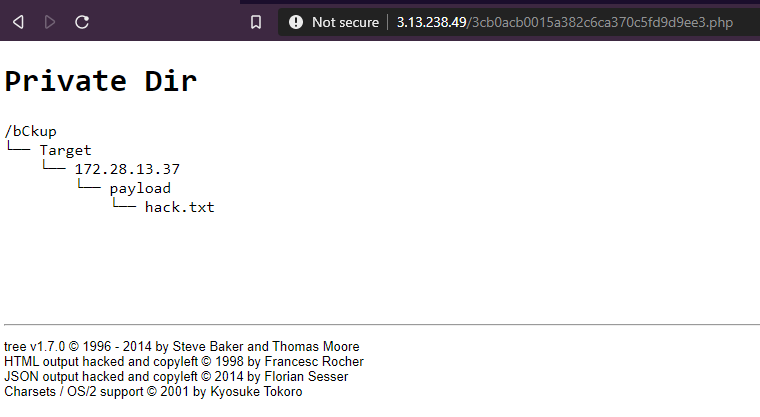 Not secure 3.13.238.49/3cb0acb0015a382c6ca370c5fd9d9ee3.php
Private Dir
/bCkup
└── Target
    └── 172.28.13.37
        └── payload
            └── hack.txt
tree v1.7.0 © 1996 - 2014 by Steve Baker and Thomas Moore
HTML output hacked and copyleft © 1998 by Francesc Rocher
JSON output hacked and copyleft © 2014 by Florian Sesser
Charsets / OS/2 support © 2001 by Kyosuke Tokoro